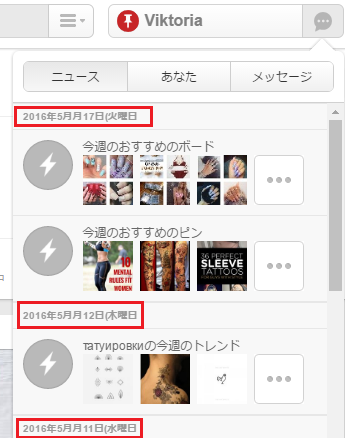 Viktoria
ニュース
あなた
メッセージ
2016年5月月17日(火曜日
今週のおすすめのボード
今週のおすすめのピン
10
MENTAL
RULES FIT
WOMEN
36 PERFECT
SLEEVE
TATTOOS
2016年5月月12日(木曜日
татуировкиの今週のトレンド
2016年5月月11日(水曜日